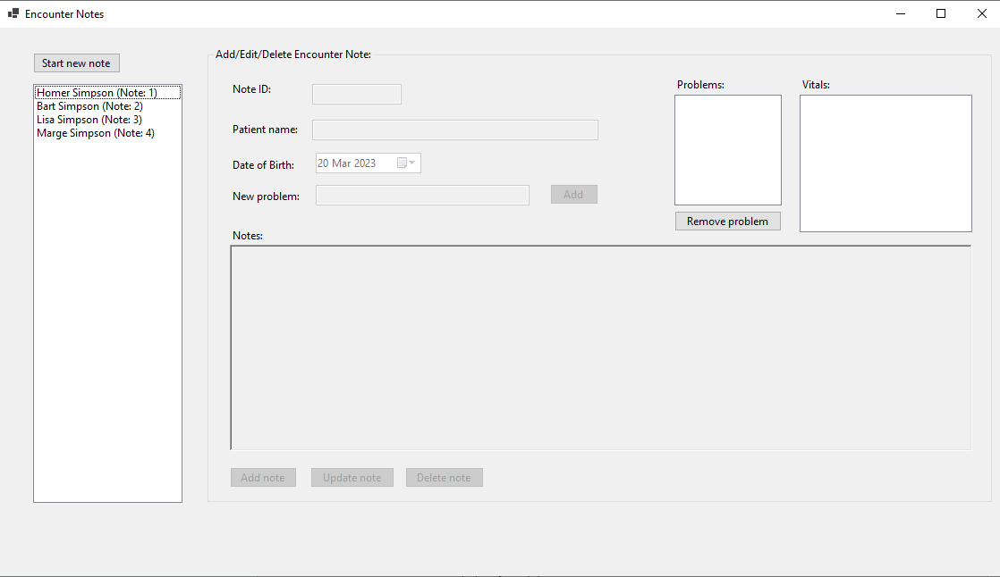 Encounter Notes
Start new note
Homer Simpson (Note: 1)
Bart Simpson (Note: 2)
Lisa Simpson (Note: 3)
Marge Simpson (Note: 4)
Add/Edit/Delete Encounter Note:
Note ID:
Patient name:
Date of Birth:
20 Mar 2023
New problem:
Add
Problems:
Remove problem
Vitals:
Notes:
Add note
Update note
Delete note